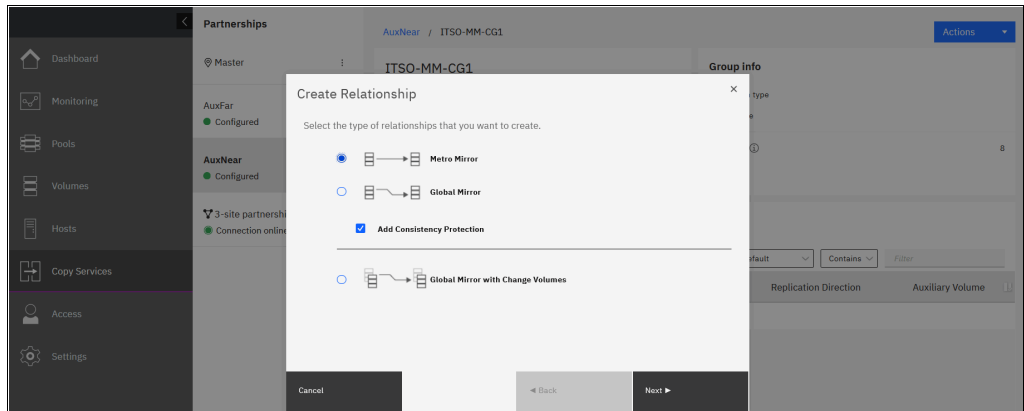 Partnerships
AuxNear / ITSO-MM-CG1
Actions
Dashboard
Master
ITSO-MM-CG1
Group info
Create Relationship
Monitoring
AuxFar
Configured
type
Select the type of relationships that you want to create.
Pools
8
AuxNear
Configured
Metro Mirror
Volumes
Global Mirror
3-site partnershi
Connection online
Hosts
Add Consistency Protection
Contains
Filter
Copy Services
Global Mirror with Change Volumes
Replication Direction
Auxiliary Volume
Access
Settings
Cancel
Back
Next